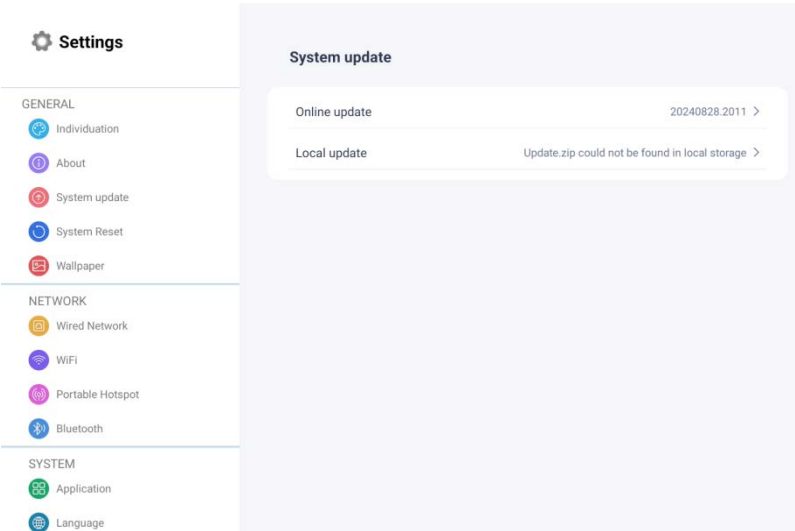 Settings
GENERAL
Individuation
About
System update
System Reset
Wallpaper
NETWORK
Wired Network
WiFi
Portable Hotspot
Bluetooth
SYSTEM
Application
Language
System update
Online update 20240828.2011 >
Local update Update.zip could not be found in local storage >